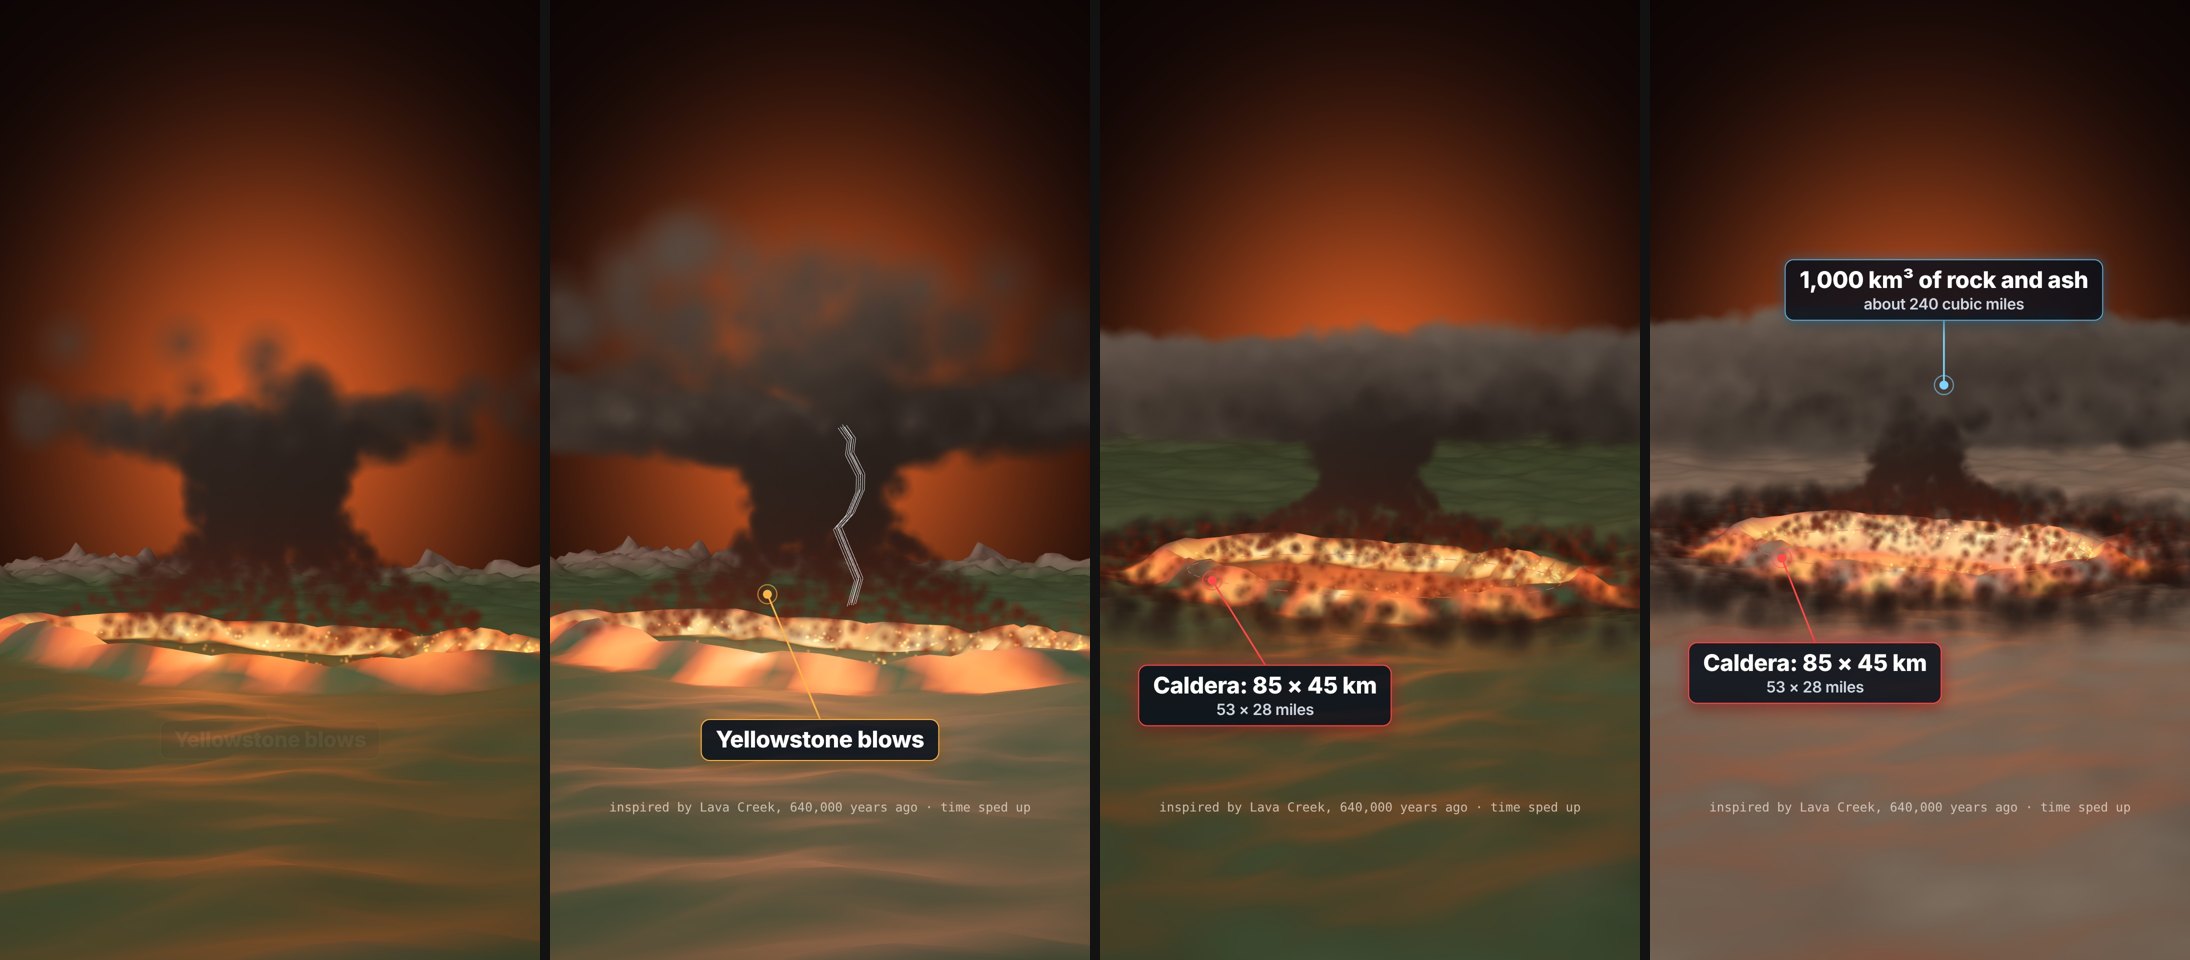 Yellowstone blows
Yellowstone blows
inspired by Lava Creek, 640,000 years ago · time sped up
Caldera: 85 × 45 km
53 × 28 miles
inspired by Lava Creek, 640,000 years ago · time sped up
1,000 km³ of rock and ash
about 240 cubic miles
Caldera: 85 × 45 km
53 × 28 miles
inspired by Lava Creek, 640,000 years ago · time sped up